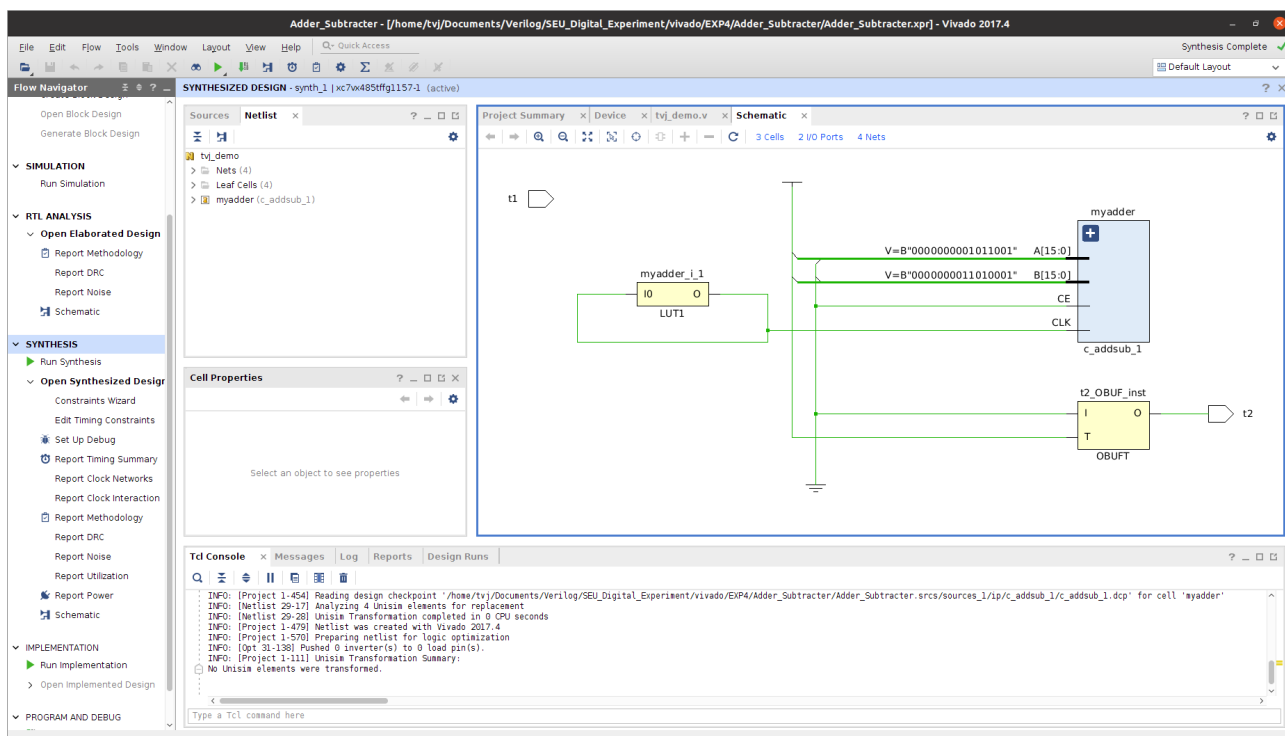 Adder_Subtracter - [/home/tvj/Documents/Verilog/SEU_Digital_Experiment/vivado/EXP4/Adder_Subtracter/Adder_Subtracter.xpr] - Vivado 2017.4
File Edit Flow Tools Window Layout View Help Q- Quick Access Synthesis Complete
Default Layout
Flow Navigator
SYNTHESIZED DESIGN - synth_1 | xc7vx485tffg1157-1 (active)
Open Block Design
Generate Block Design
SIMULATION
Run Simulation
RTL ANALYSIS
Open Elaborated Design
Report Methodology
Report DRC
Report Noise
Schematic
SYNTHESIS
Run Synthesis
Open Synthesized Desigr
Constraints Wizard
Edit Timing Constraints
Set Up Debug
Report Timing Summary
Report Clock Networks
Report Clock Interaction
Report Methodology
Report DRC
Report Noise
Report Utilization
Report Power
Schematic
IMPLEMENTATION
Run Implementation
Open Implemented Design
PROGRAM AND DEBUG
Sources Netlist
tvj_demo
Nets (4)
Leaf Cells (4)
myadder (c_addsub_1)
Cell Properties
Select an object to see properties
Project Summary Device tvj_demo.v Schematic
3 Cells 2 I/O Ports 4 Nets
t1
myadder
V=B"0000000001011001" A[15:0]
V=B"0000000011010001" B[15:0]
CE
CLK
c_addsub_1
myadder_i_1
I0 O
LUT1
t2_OBUF_inst
I O
T
OBUFT
t2
Tcl Console Messages Log Reports Design Runs
INFO: [Project 1-454] Reading design checkpoint '/home/tvj/Documents/Verilog/SEU_Digital_Experiment/vivado/EXP4/Adder_Subtracter/Adder_Subtracter.srcs/sources_1/ip/c_addsub_1/c_addsub_1.dcp' for cell 'myadder'
INFO: [Netlist 29-17] Analyzing 4 Unisim elements for replacement
INFO: [Netlist 29-28] Unisim Transformation completed in 0 CPU seconds
INFO: [Project 1-479] Netlist was created with Vivado 2017.4
INFO: [Project 1-570] Preparing netlist for logic optimization
INFO: [Opt 31-138] Pushed 0 inverter(s) to 0 load pin(s).
INFO: [Project 1-111] Unisim Transformation Summary:
No Unisim elements were transformed.
Type a Tcl command here